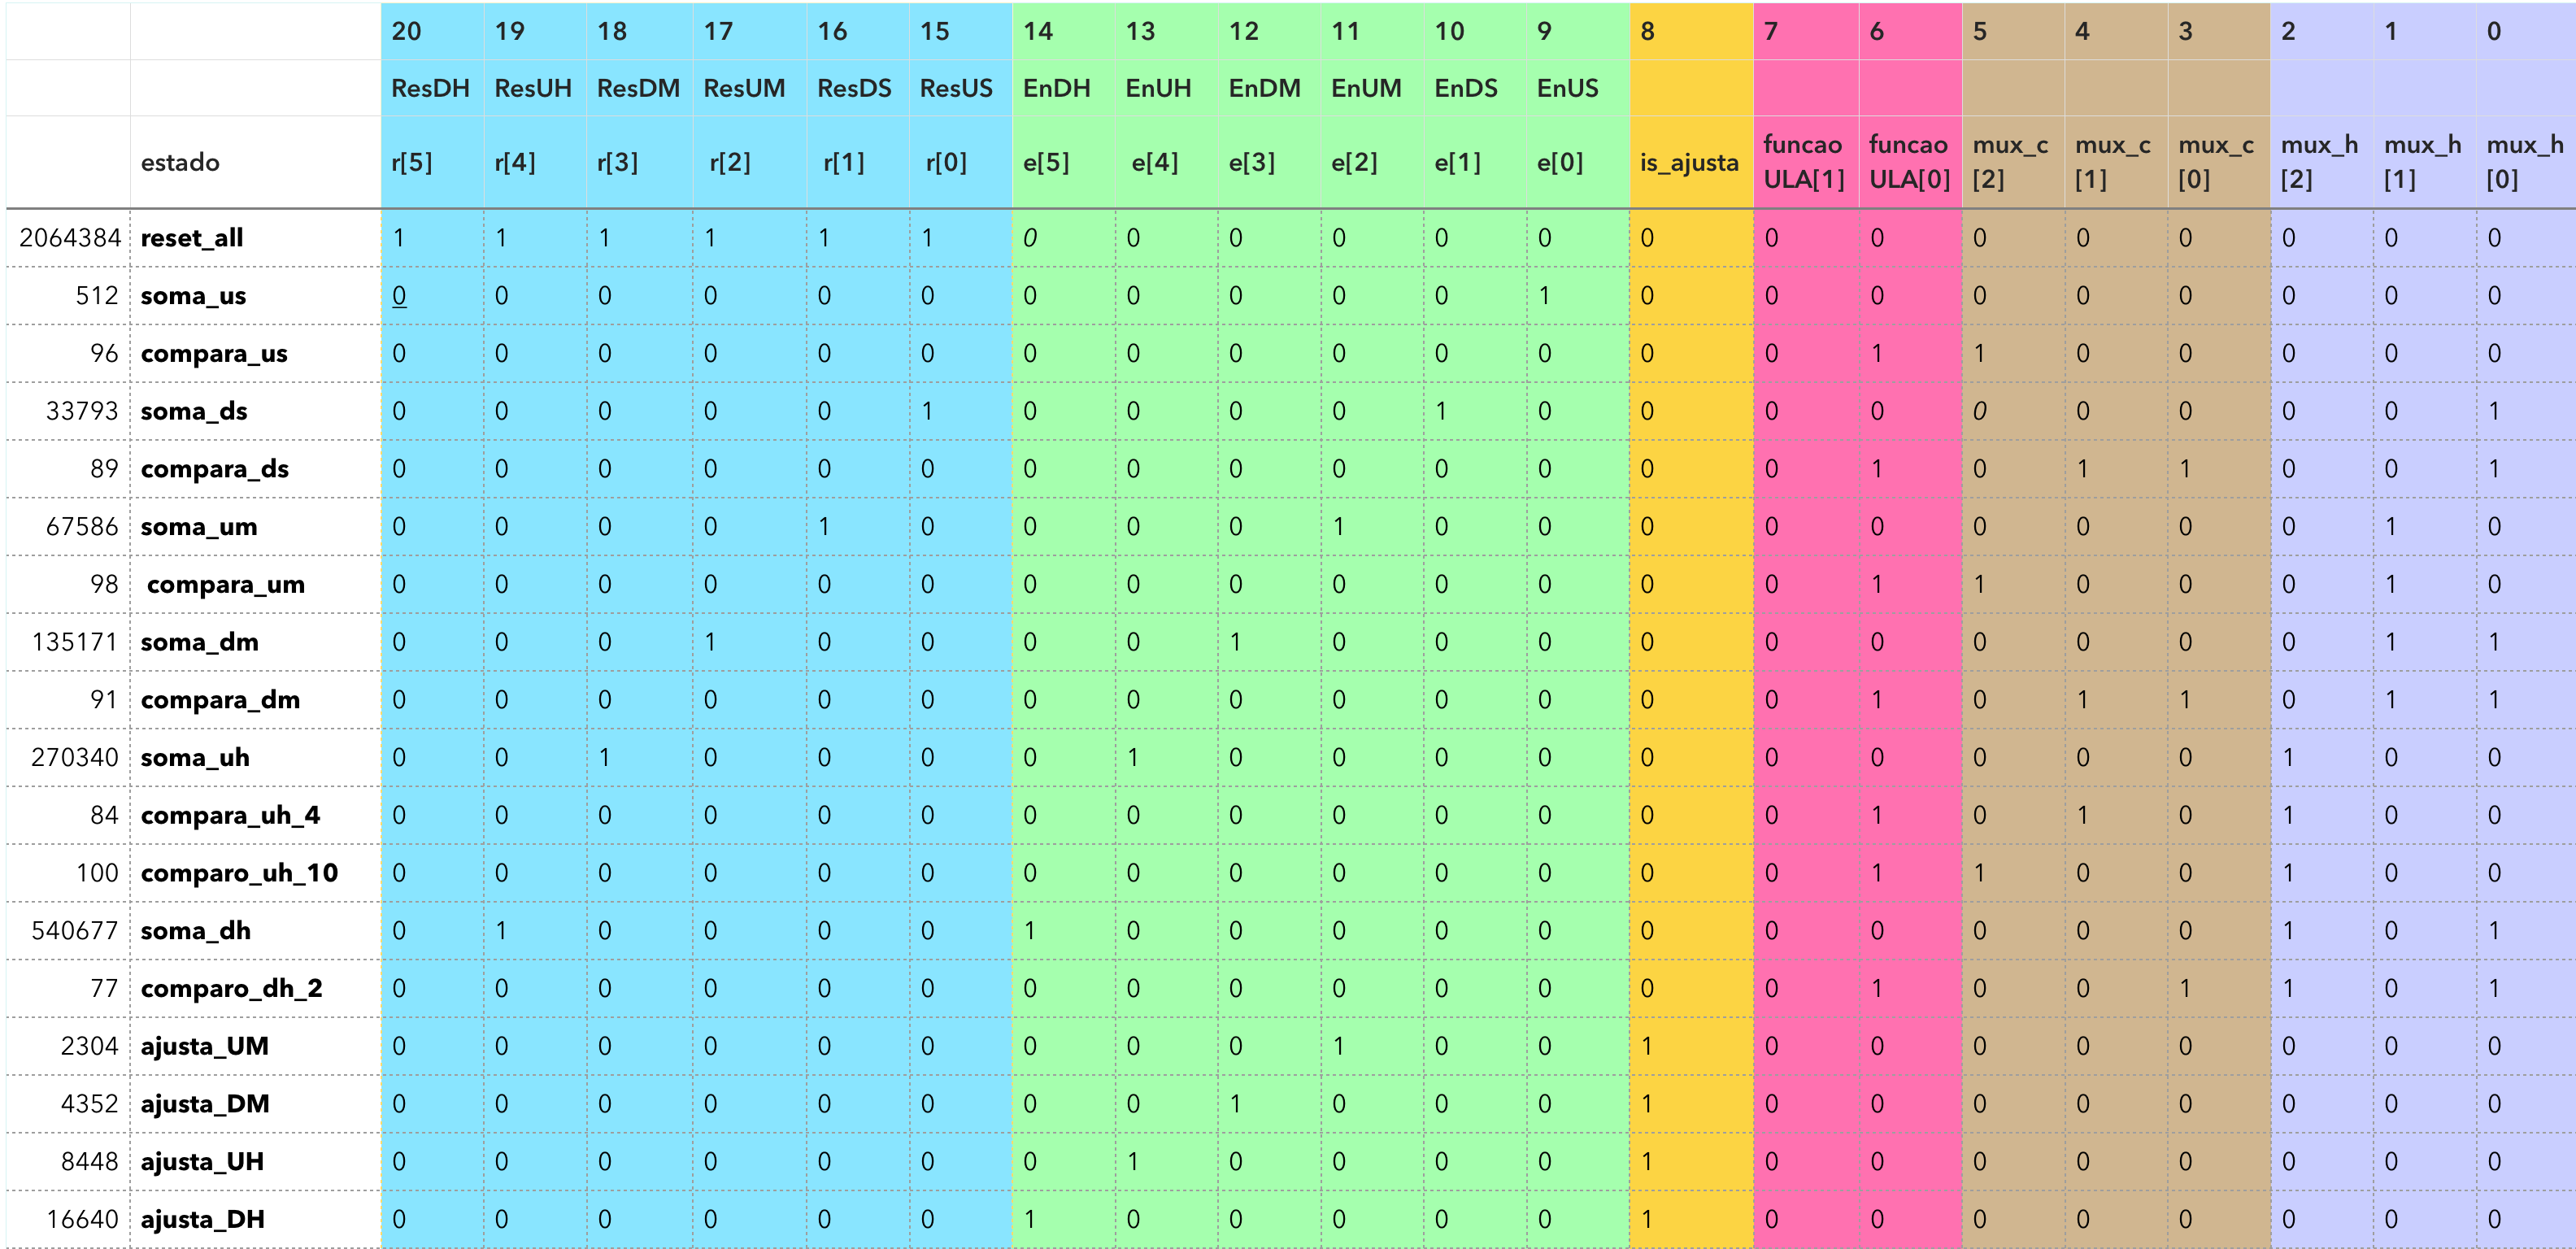 20 19 18 17 16 15 14 13 12 11 10 9 8 7 6 5 4 3 2 1 0
ResDH ResUH ResDM ResUM ResDS ResUS EnDH EnUH EnDM EnUM EnDS EnUS
estado r[5] r[4] r[3] r[2] r[1] r[0] e[5] e[4] e[3] e[2] e[1] e[0] is_ajusta funcao ULA[1] funcao ULA[0] mux_c [2] mux_c [1] mux_c [0] mux_h [2] mux_h [1] mux_h [0]
2064384 reset_all 1 1 1 1 1 1 0 0 0 0 0 0 0 0 0 0 0 0 0 0 0
512 soma_us 0 0 0 0 0 0 0 0 0 0 0 1 0 0 0 0 0 0 0 0 0
96 compara_us 0 0 0 0 0 0 0 0 0 0 0 0 0 0 1 1 0 0 0 0 0
33793 soma_ds 0 0 0 0 0 1 0 0 0 0 1 0 0 0 0 0 0 0 0 0 1
89 compara_ds 0 0 0 0 0 0 0 0 0 0 0 0 0 0 1 0 1 1 0 0 1
67586 soma_um 0 0 0 0 1 0 0 0 0 1 0 0 0 0 0 0 0 0 0 1 0
98 compara_um 0 0 0 0 0 0 0 0 0 0 0 0 0 0 1 1 0 0 0 1 0
135171 soma_dm 0 0 0 1 0 0 0 0 1 0 0 0 0 0 0 0 0 0 0 1 1
91 compara_dm 0 0 0 0 0 0 0 0 0 0 0 0 0 0 1 0 1 1 0 1 1
270340 soma_uh 0 0 1 0 0 0 0 1 0 0 0 0 0 0 0 0 0 0 1 0 0
84 compara_uh_4 0 0 0 0 0 0 0 0 0 0 0 0 0 0 1 0 1 0 1 0 0
100 comparo_uh_10 0 0 0 0 0 0 0 0 0 0 0 0 0 0 1 1 0 0 1 0 0
540677 soma_dh 0 1 0 0 0 0 1 0 0 0 0 0 0 0 0 0 0 0 1 0 1
77 comparo_dh_2 0 0 0 0 0 0 0 0 0 0 0 0 0 0 1 0 0 1 1 0 1
2304 ajusta_UM 0 0 0 0 0 0 0 0 0 1 0 0 1 0 0 0 0 0 0 0 0
4352 ajusta_DM 0 0 0 0 0 0 0 0 1 0 0 0 1 0 0 0 0 0 0 0 0
8448 ajusta_UH 0 0 0 0 0 0 0 1 0 0 0 0 1 0 0 0 0 0 0 0 0
16640 ajusta_DH 0 0 0 0 0 0 1 0 0 0 0 0 1 0 0 0 0 0 0 0 0